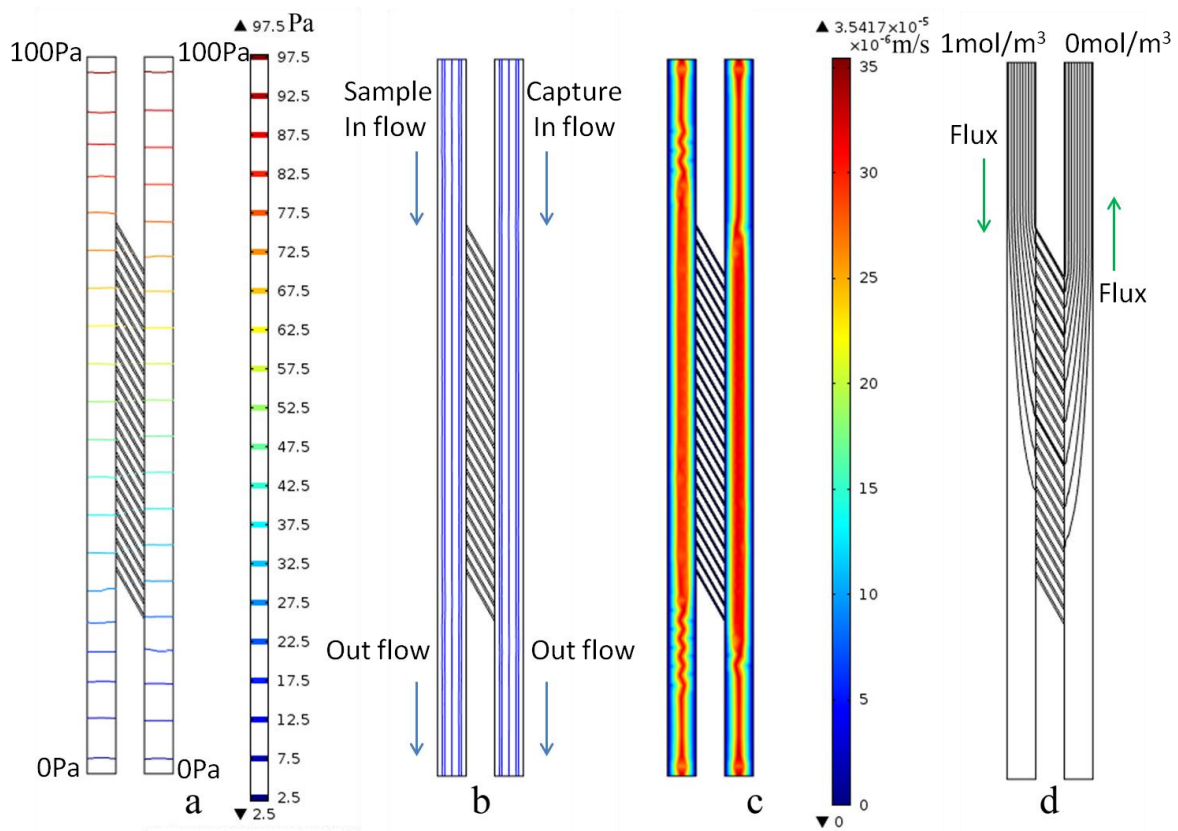 ▲ 97.5 Pa
100Pa
100Pa
97.5
92.5
87.5
82.5
77.5
72.5
67.5
62.5
57.5
52.5
47.5
42.5
37.5
32.5
27.5
22.5
17.5
12.5
7.5
2.5
▼ 2.5
0Pa
0Pa
a
Sample
In flow
Capture
In flow
Out flow
Out flow
b
▲ 3.5417×10⁻⁵
×10⁻⁶m/s
35
30
25
20
15
10
5
0
▼ 0
c
1mol/m³
0mol/m³
Flux
Flux
d